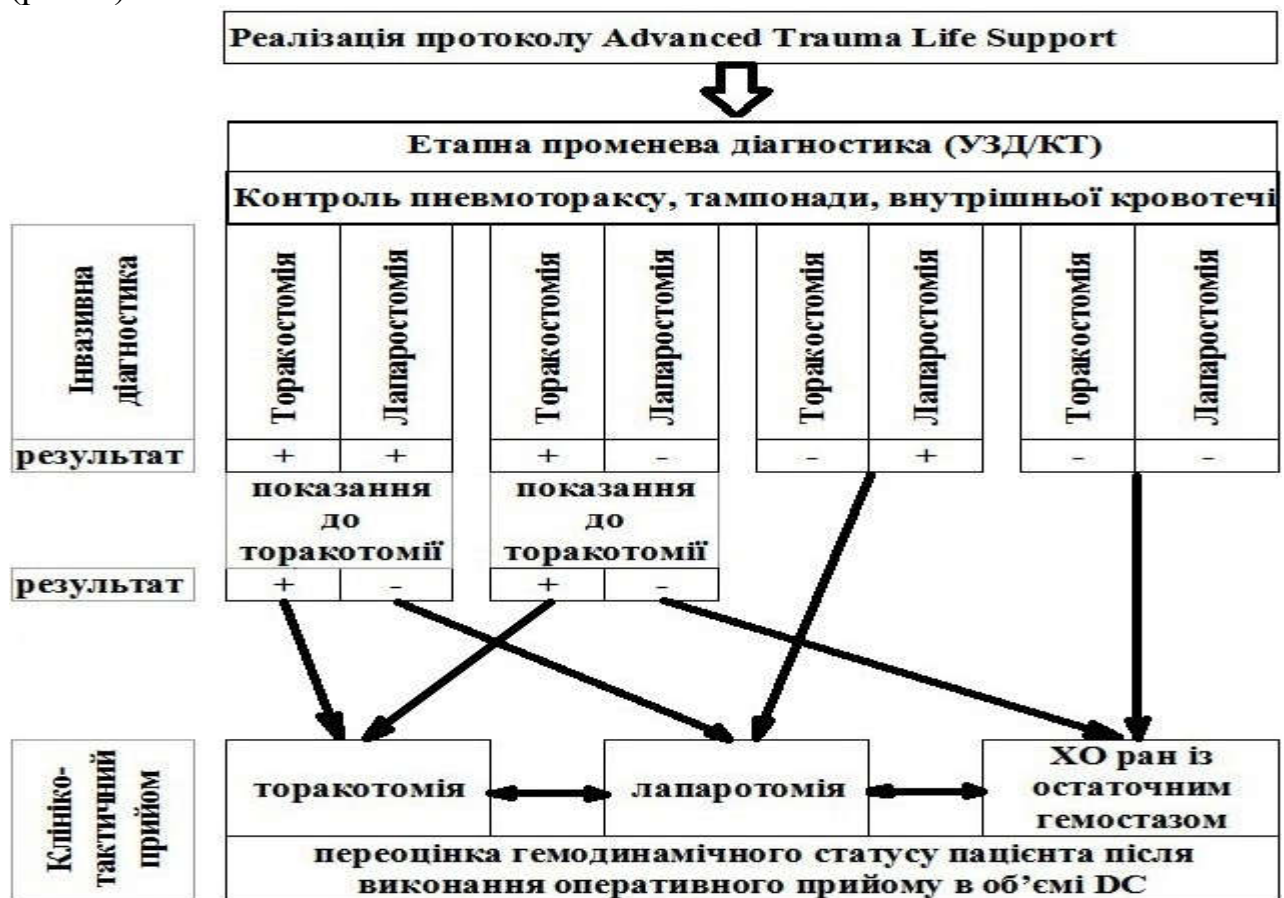 Реалізація протоколу Advanced Trauma Life Support
Етапна променева діагностика (УЗД/КТ)
Контроль пневмотораксу, тампонади, внутрішньої кровотечі
Інвазивна
діагностика
Торакостомія
Лапаростомія
Торакостомія
Лапаростомія
Торакостомія
Лапаростомія
Торакостомія
Лапаростомія
результат
+ + + - - + - -
показання
до
торакотомії
показання
до
торакотомії
результат
+ - + -
Клініко-
тактичний
прийом
торакотомія
лапаротомія
ХО ран із
остаточним
гемостазом
переоцінка гемодинамічного статусу пацієнта після
виконання оперативного прийому в об’ємі DC